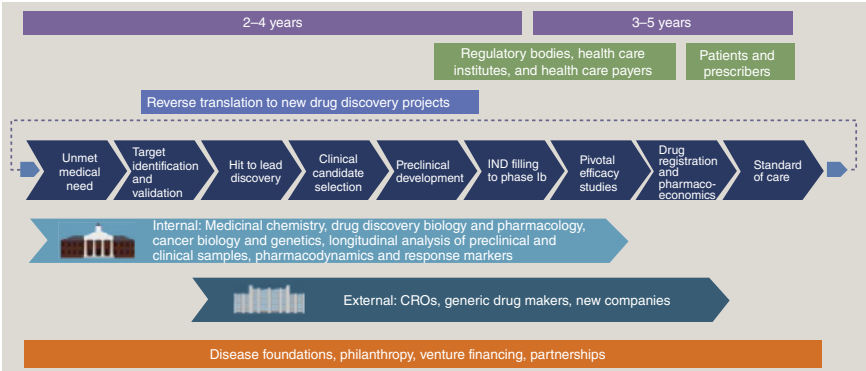 2–4 years
3–5 years
Regulatory bodies, health care
institutes, and health care payers
Patients and
prescribers
Reverse translation to new drug discovery projects
Unmet
medical
need
Target
identification
and
validation
Hit to lead
discovery
Clinical
candidate
selection
Preclinical
development
IND filling
to phase Ib
Pivotal
efficacy
studies
Drug
registration
and
pharmaco-
economics
Standard
of care
Internal: Medicinal chemistry, drug discovery biology and pharmacology,
cancer biology and genetics, longitudinal analysis of preclinical and
clinical samples, pharmacodynamics and response markers
External: CROs, generic drug makers, new companies
Disease foundations, philanthropy, venture financing, partnerships